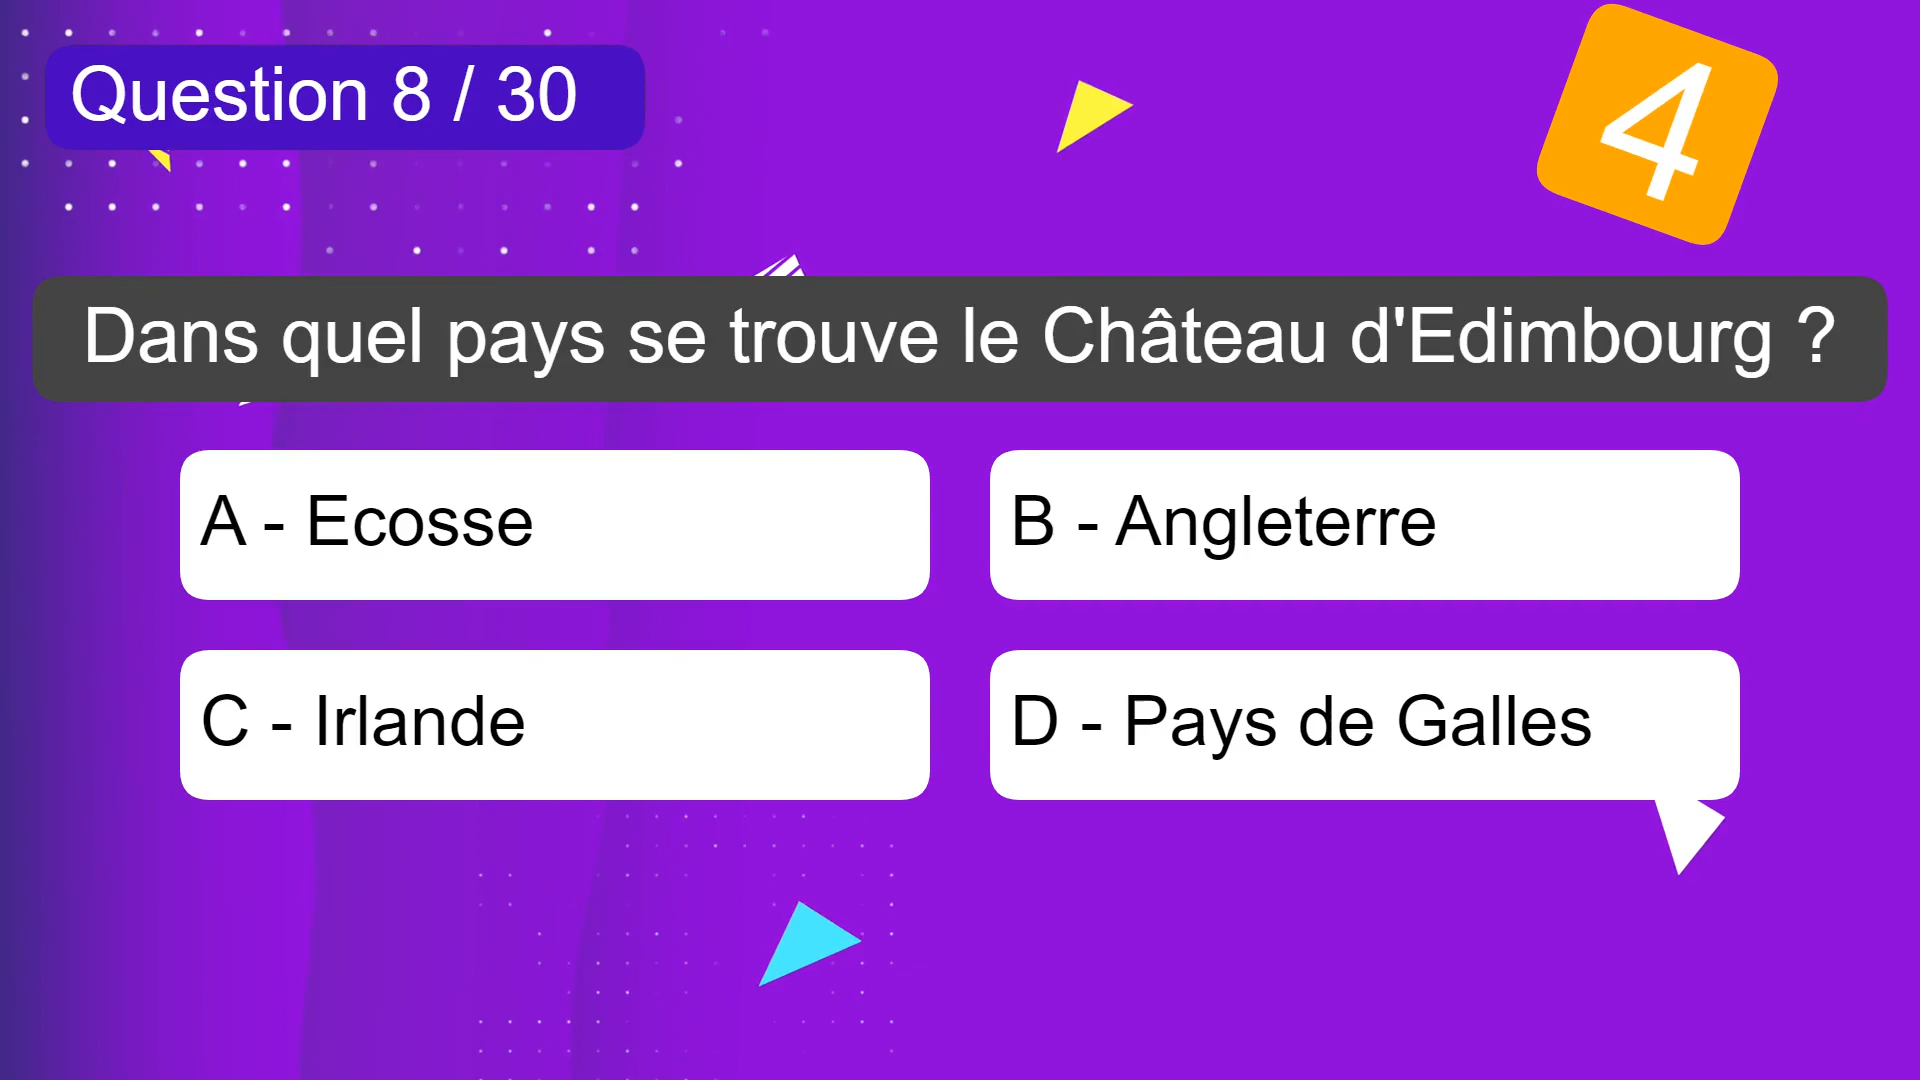 Question 8 / 30
4
Dans quel pays se trouve le Château d'Edimbourg ?
A - Ecosse
B - Angleterre
C - Irlande
D - Pays de Galles